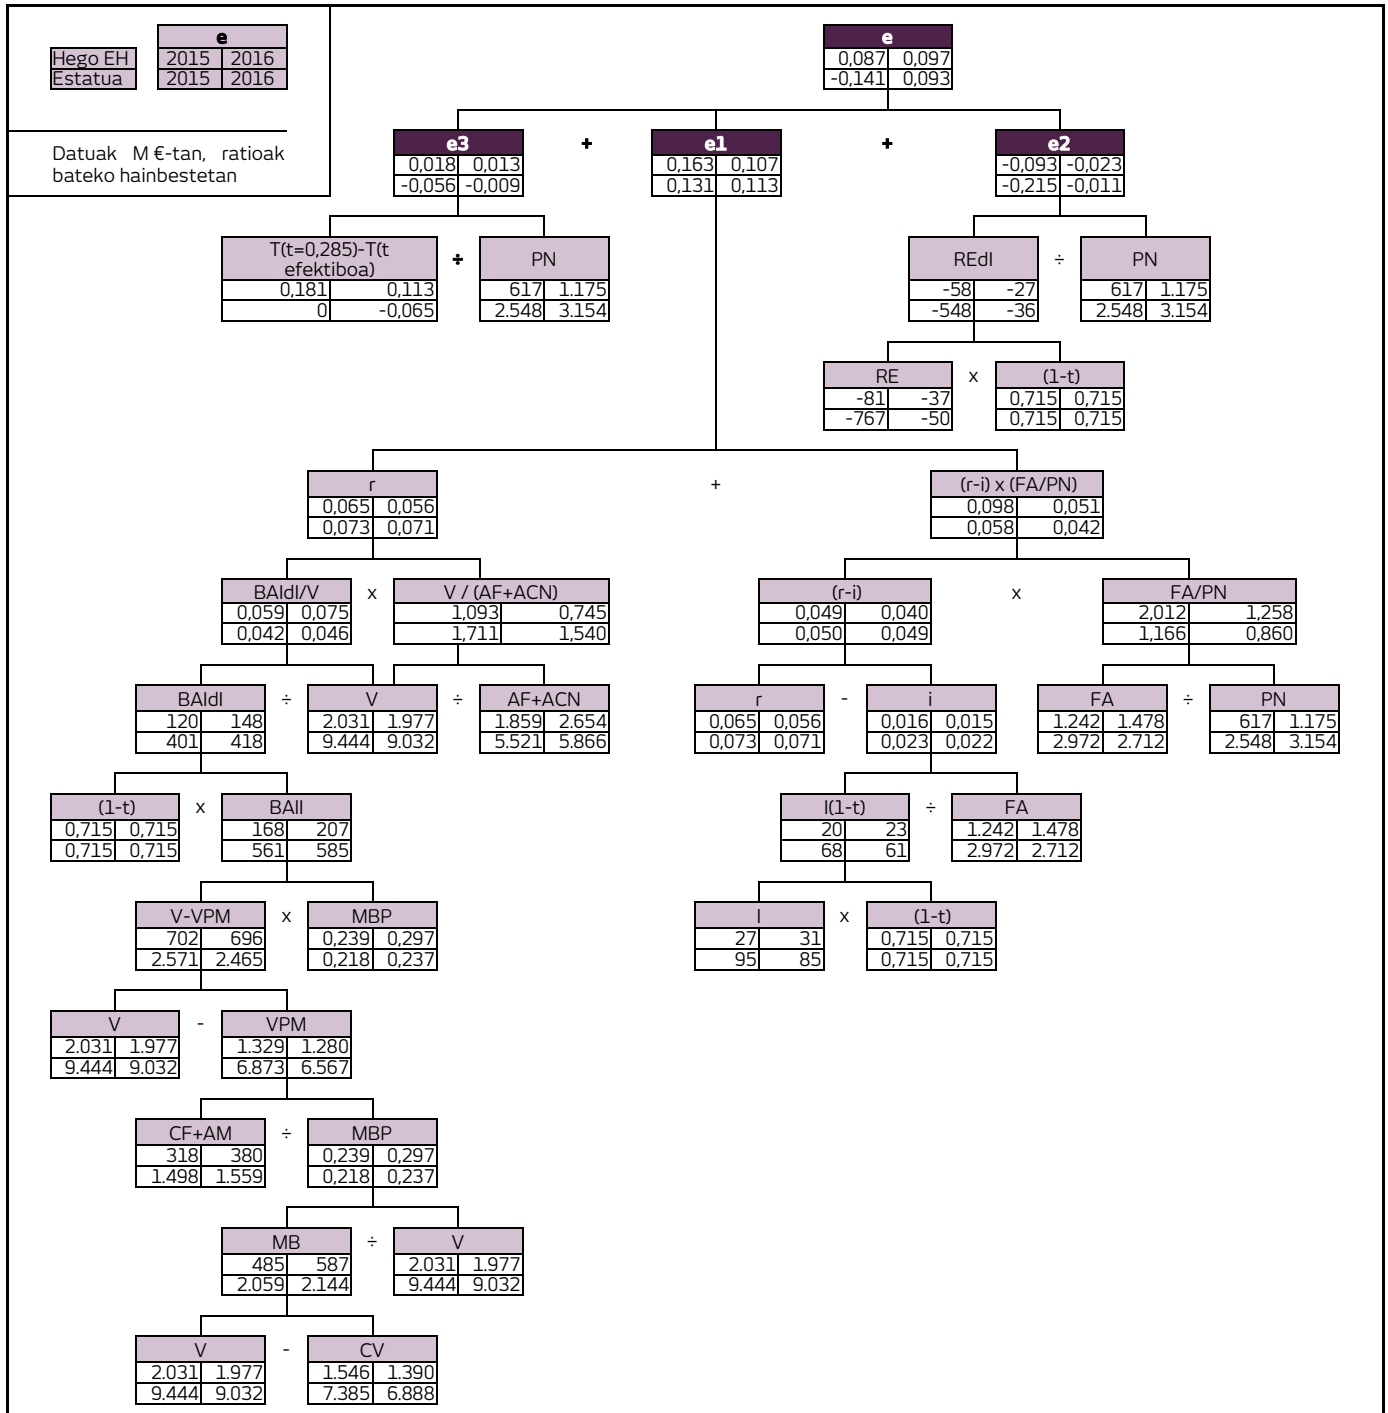 e
Hego EH 2015 2016
Estatua 2015 2016
Datuak M €-tan, ratioak
bateko hainbestetan
e
0,087 0,097
-0,141 0,093
e3 + e1 + e2
0,018 0,013 0,163 0,107 -0,093 -0,023
-0,056 -0,009 0,131 0,113 -0,215 -0,011
T(t=0,285)-T(t
efektiboa) ÷ PN REdI ÷ PN
0,181 0,113 617 1.175 -58 -27 617 1.175
0 -0,065 2.548 3.154 -548 -36 2.548 3.154
RE x (1-t)
-81 -37 0,715 0,715
-767 -50 0,715 0,715
r + (r-i) x (FA/PN)
0,065 0,056 0,098 0,051
0,073 0,071 0,058 0,042
BAIdI/V x V / (AF+ACN) (r-i) x FA/PN
0,059 0,075 1,093 0,745 0,049 0,040 2,012 1,258
0,042 0,046 1,711 1,540 0,050 0,049 1,166 0,860
BAIdI ÷ V ÷ AF+ACN r - i FA ÷ PN
120 148 2.031 1.977 1.859 2.654 0,065 0,056 0,016 0,015 1.242 1.478 617 1.175
401 418 9.444 9.032 5.521 5.866 0,073 0,071 0,023 0,022 2.972 2.712 2.548 3.154
(1-t) x BAII I(1-t) ÷ FA
0,715 0,715 168 207 20 23 1.242 1.478
0,715 0,715 561 585 68 61 2.972 2.712
V-VPM x MBP I x (1-t)
702 696 0,239 0,297 27 31 0,715 0,715
2.571 2.465 0,218 0,237 95 85 0,715 0,715
V - VPM
2.031 1.977 1.329 1.280
9.444 9.032 6.873 6.567
CF+AM ÷ MBP
318 380 0,239 0,297
1.498 1.559 0,218 0,237
MB ÷ V
485 587 2.031 1.977
2.059 2.144 9.444 9.032
V - CV
2.031 1.977 1.546 1.390
9.444 9.032 7.385 6.888